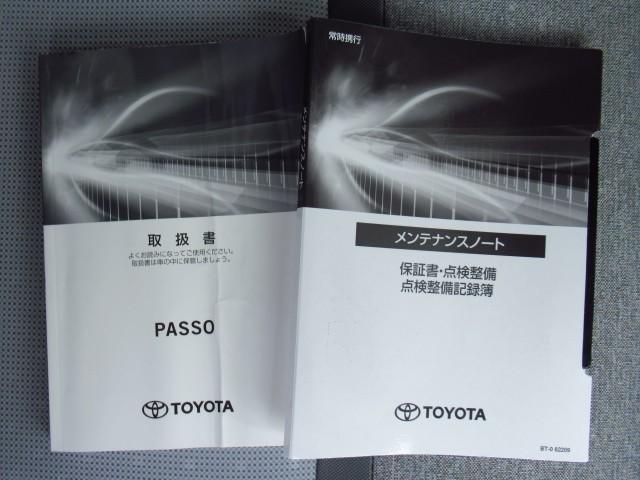 取扱書
よくお読みになってご使用ください。
取扱書は車の中に保管しましょう。
PASSO
TOYOTA
メンテナンスノート
常時携行
メンテナンスノート
保証書・点検整備
点検整備記録簿
TOYOTA
BT-0 62209